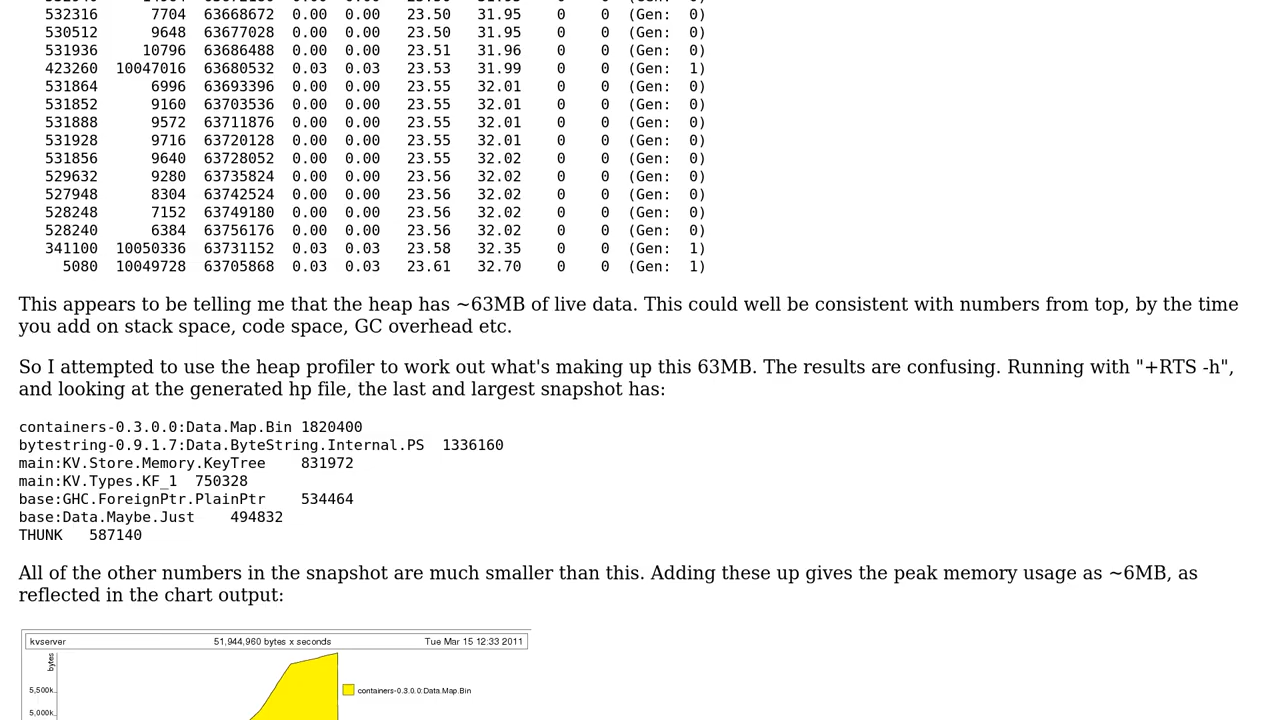 532316 7704 63668672 0.00 0.00 23.50 31.95 0 0 (Gen: 0)
530512 9648 63677028 0.00 0.00 23.50 31.95 0 0 (Gen: 0)
531936 10796 63686488 0.00 0.00 23.51 31.96 0 0 (Gen: 0)
423260 10047016 63680532 0.03 0.03 23.53 31.99 0 0 (Gen: 1)
531864 6996 63693396 0.00 0.00 23.55 32.01 0 0 (Gen: 0)
531852 9160 63703536 0.00 0.00 23.55 32.01 0 0 (Gen: 0)
531888 9572 63711876 0.00 0.00 23.55 32.01 0 0 (Gen: 0)
531928 9716 63720128 0.00 0.00 23.55 32.01 0 0 (Gen: 0)
531856 9640 63728052 0.00 0.00 23.55 32.02 0 0 (Gen: 0)
529632 9280 63735824 0.00 0.00 23.56 32.02 0 0 (Gen: 0)
527948 8304 63742524 0.00 0.00 23.56 32.02 0 0 (Gen: 0)
528248 7152 63749180 0.00 0.00 23.56 32.02 0 0 (Gen: 0)
528240 6384 63756176 0.00 0.00 23.56 32.02 0 0 (Gen: 0)
341100 10050336 63731152 0.03 0.03 23.58 32.35 0 0 (Gen: 1)
5080 10049728 63705868 0.03 0.03 23.61 32.70 0 0 (Gen: 1)
This appears to be telling me that the heap has ~63MB of live data. This could well be consistent with numbers from top, by the time
you add on stack space, code space, GC overhead etc.
So I attempted to use the heap profiler to work out what's making up this 63MB. The results are confusing. Running with "+RTS -h",
and looking at the generated hp file, the last and largest snapshot has:
containers-0.3.0.0:Data.Map.Bin 1820400
bytestring-0.9.1.7:Data.ByteString.Internal.PS 1336160
main:KV.Store.Memory.KeyTree 831972
main:KV.Types.KF_1 750328
base:GHC.ForeignPtr.PlainPtr 534464
base:Data.Maybe.Just 494832
THUNK 587140
All of the other numbers in the snapshot are much smaller than this. Adding these up gives the peak memory usage as ~6MB, as
reflected in the chart output:
kvserver 51,944,960 bytes x seconds Tue Mar 15 12:33 2011
bytes
5,500k
containers-0.3.0.0:Data.Map.Bin
5,000k